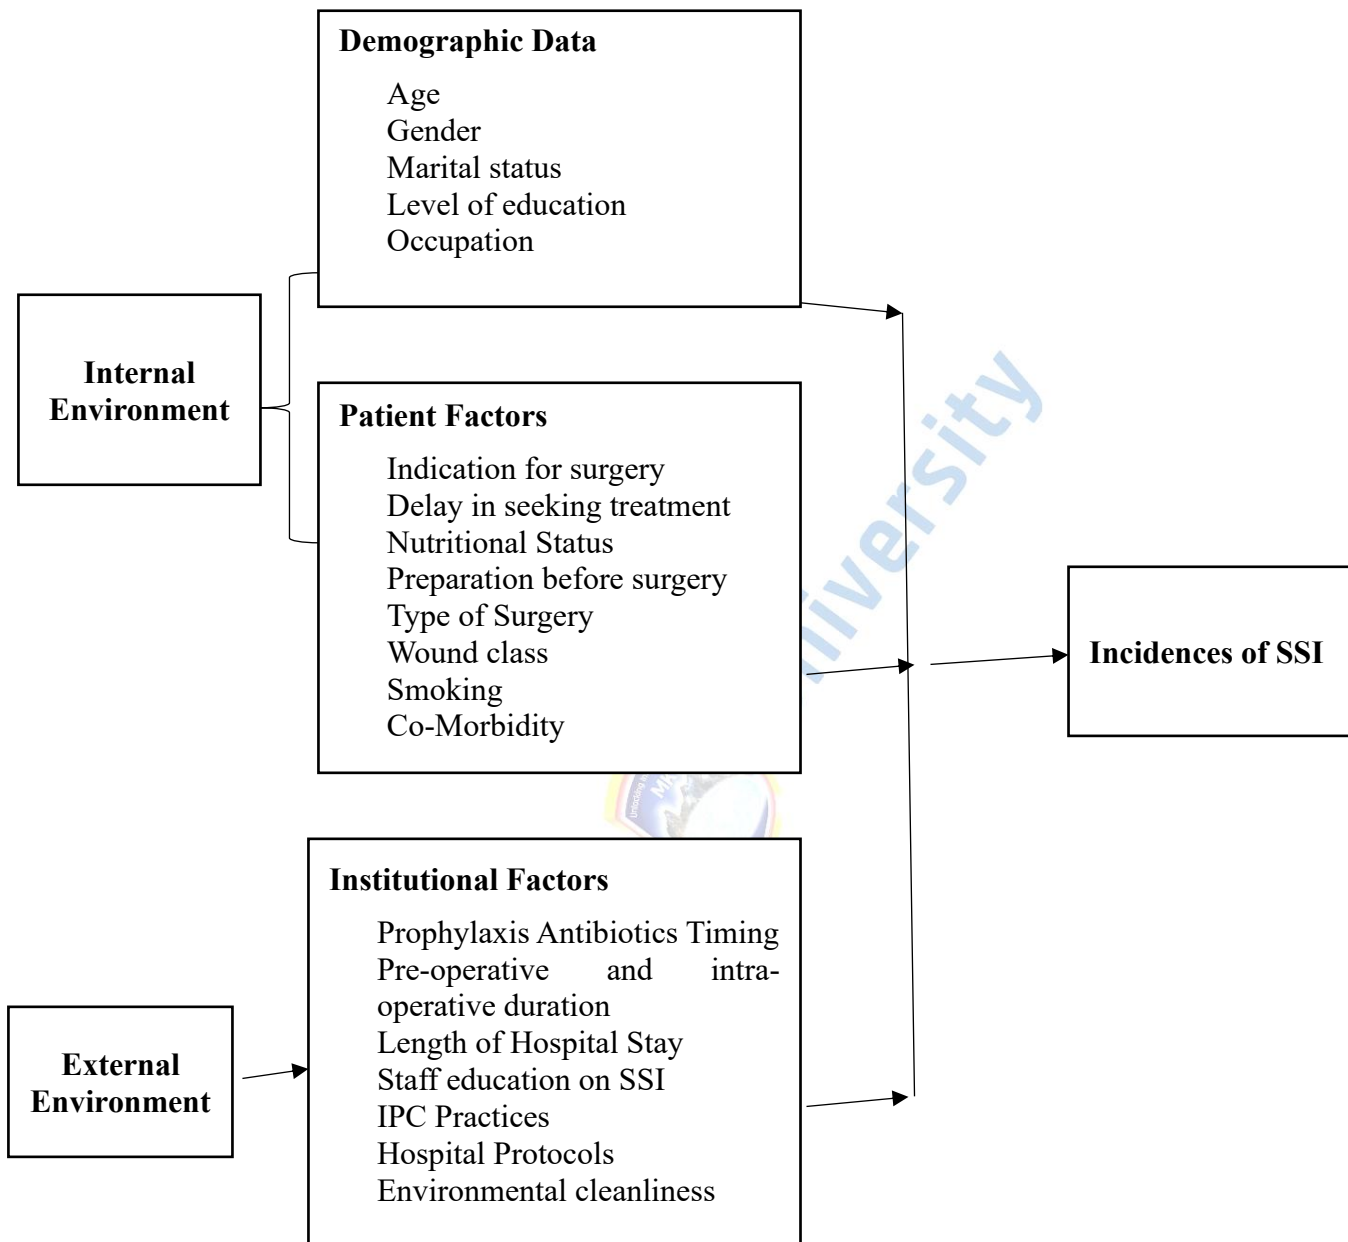 Demographic Data
Age
Gender
Marital status
Level of education
Occupation
Internal
Environment
Patient Factors
Indication for surgery
Delay in seeking treatment
Nutritional Status
Preparation before surgery
Type of Surgery
Wound class
Smoking
Co-Morbidity
Incidences of SSI
Institutional Factors
Prophylaxis Antibiotics Timing
Pre-operative and intra-
operative duration
Length of Hospital Stay
Staff education on SSI
IPC Practices
Hospital Protocols
Environmental cleanliness
External
Environment